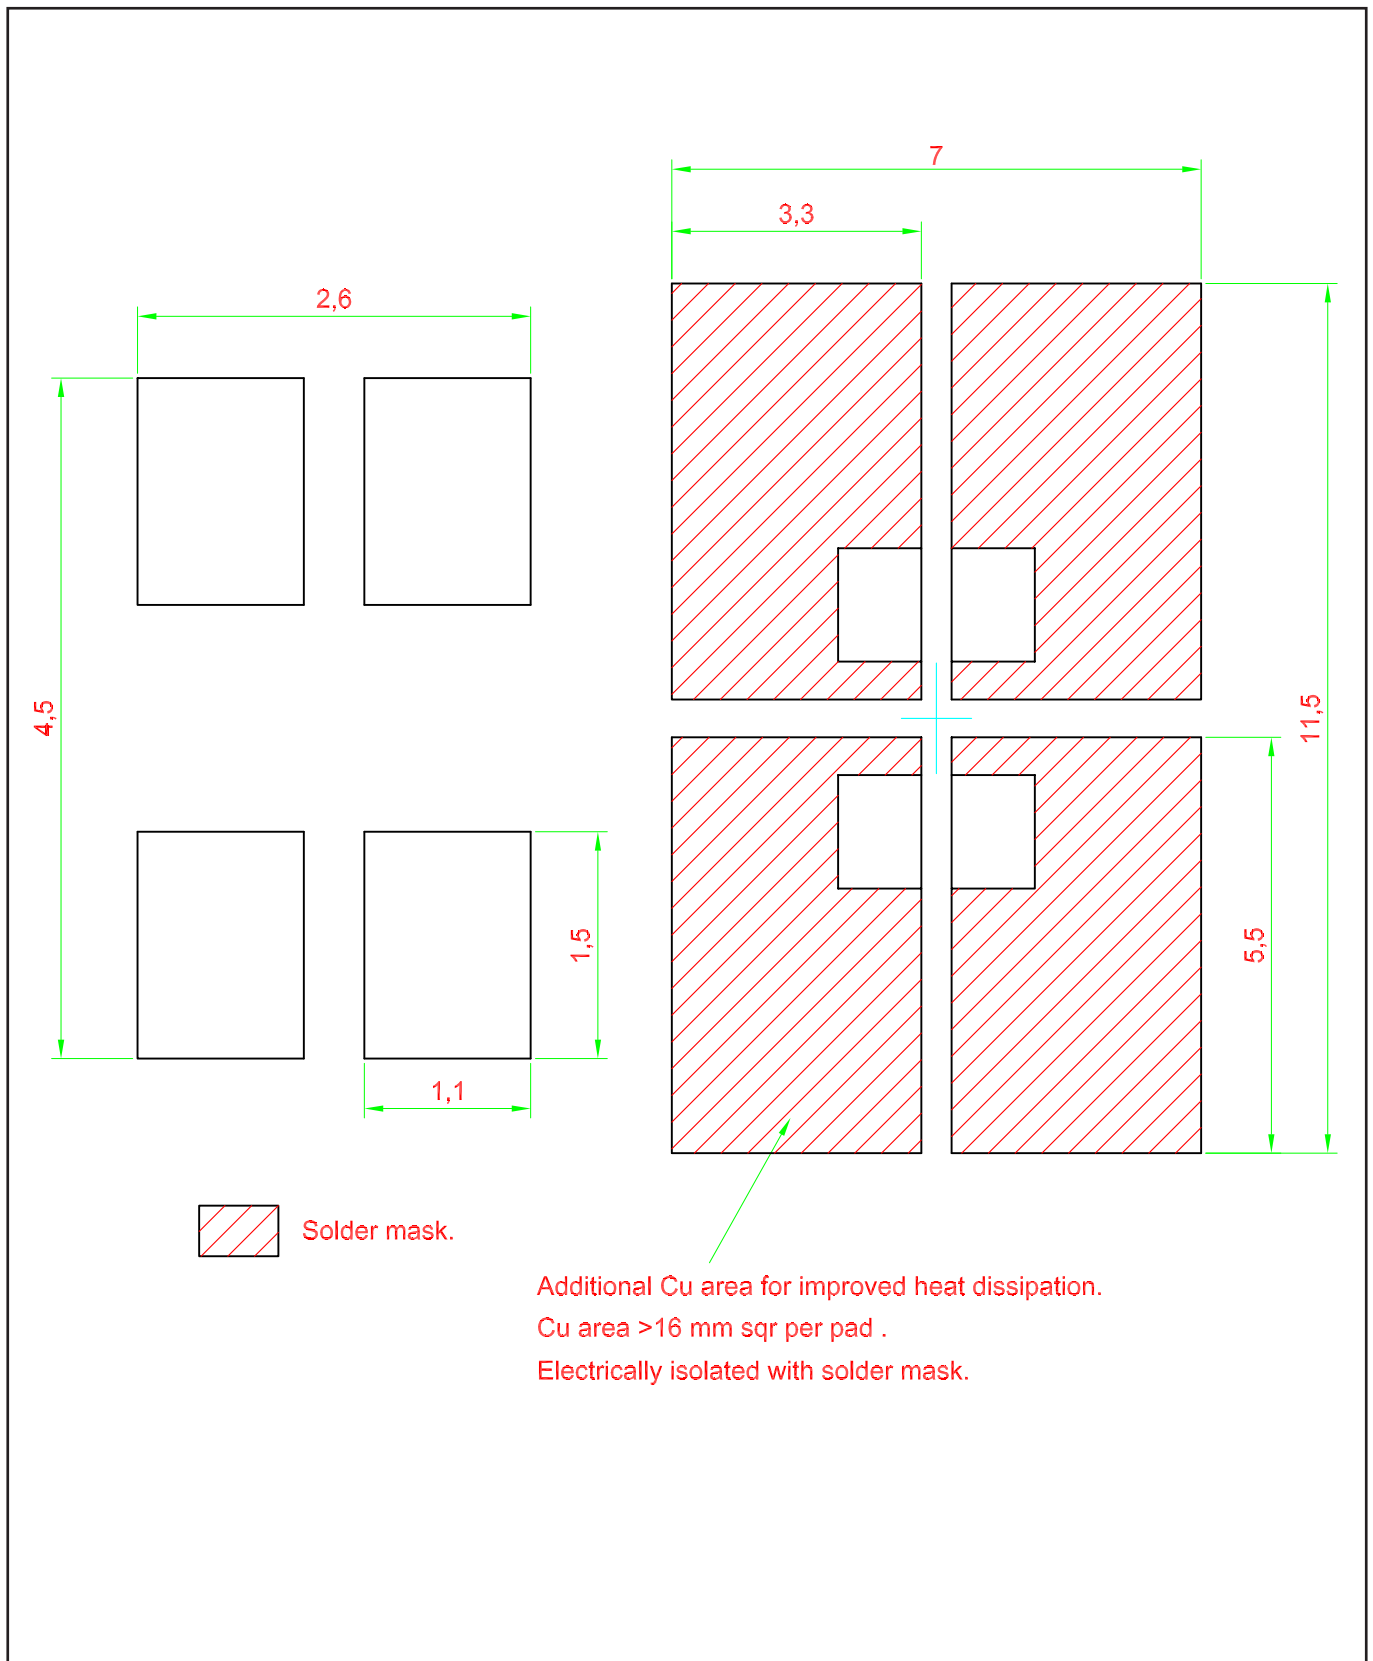 7
3,3
2,6
4,5
11,5
1,5
5,5
1,1
Solder mask.
Additional Cu area for improved heat dissipation.
Cu area >16 mm sqr per pad .
Electrically isolated with solder mask.